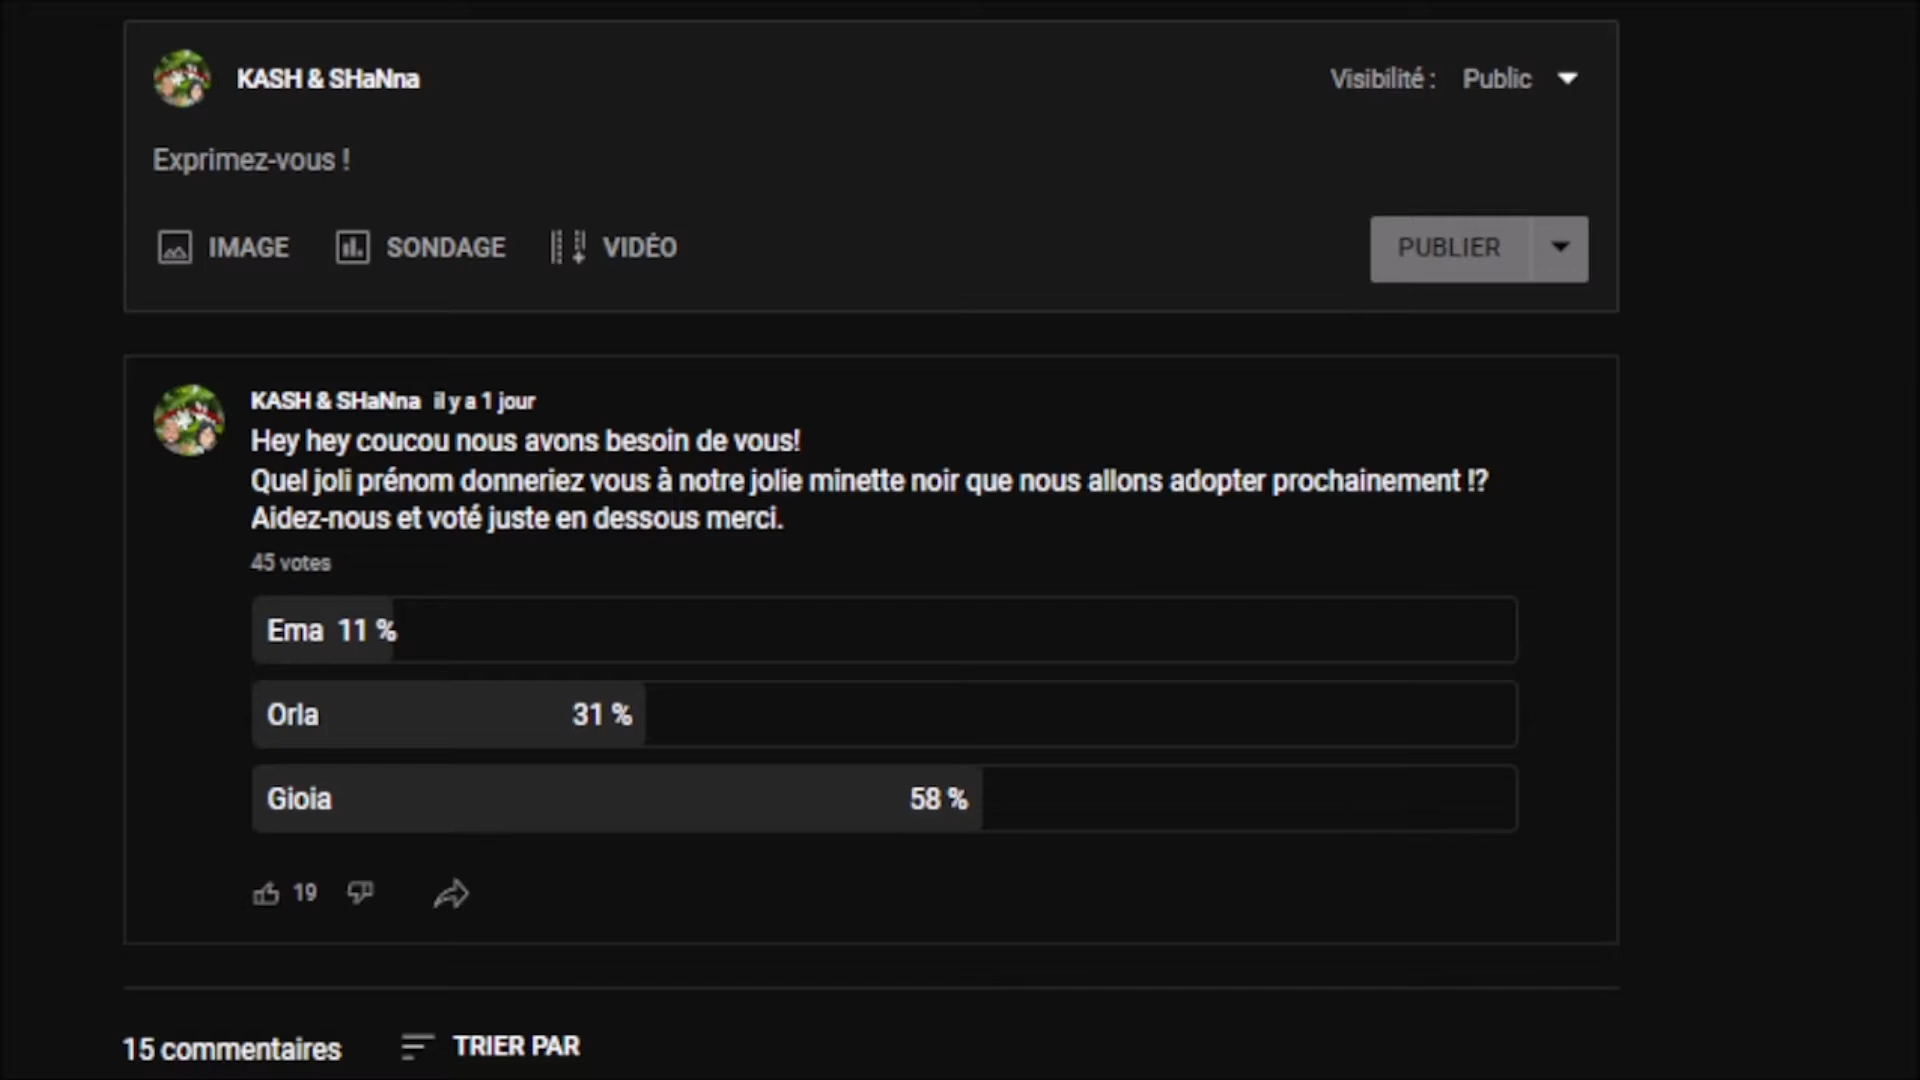 KASH & SHaNna
Visibilité : Public
Exprimez-vous !
IMAGE SONDAGE VIDÉO
PUBLIER
KASH & SHaNna il y a 1 jour
Hey hey coucou nous avons besoin de vous!
Quel joli prénom donneriez vous à notre jolie minette noir que nous allons adopter prochainement !?
Aidez-nous et voté juste en dessous merci.
45 votes
Ema 11 %
Orla 31 %
Gioia 58 %
19
15 commentaires TRIER PAR